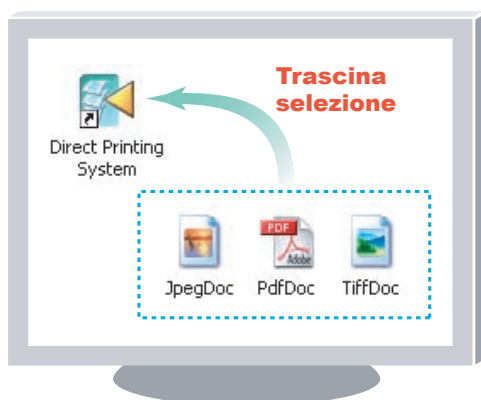 Trascina
selezione
Direct Printing
System
PDF
Adobe
JpegDoc PdfDoc TiffDoc